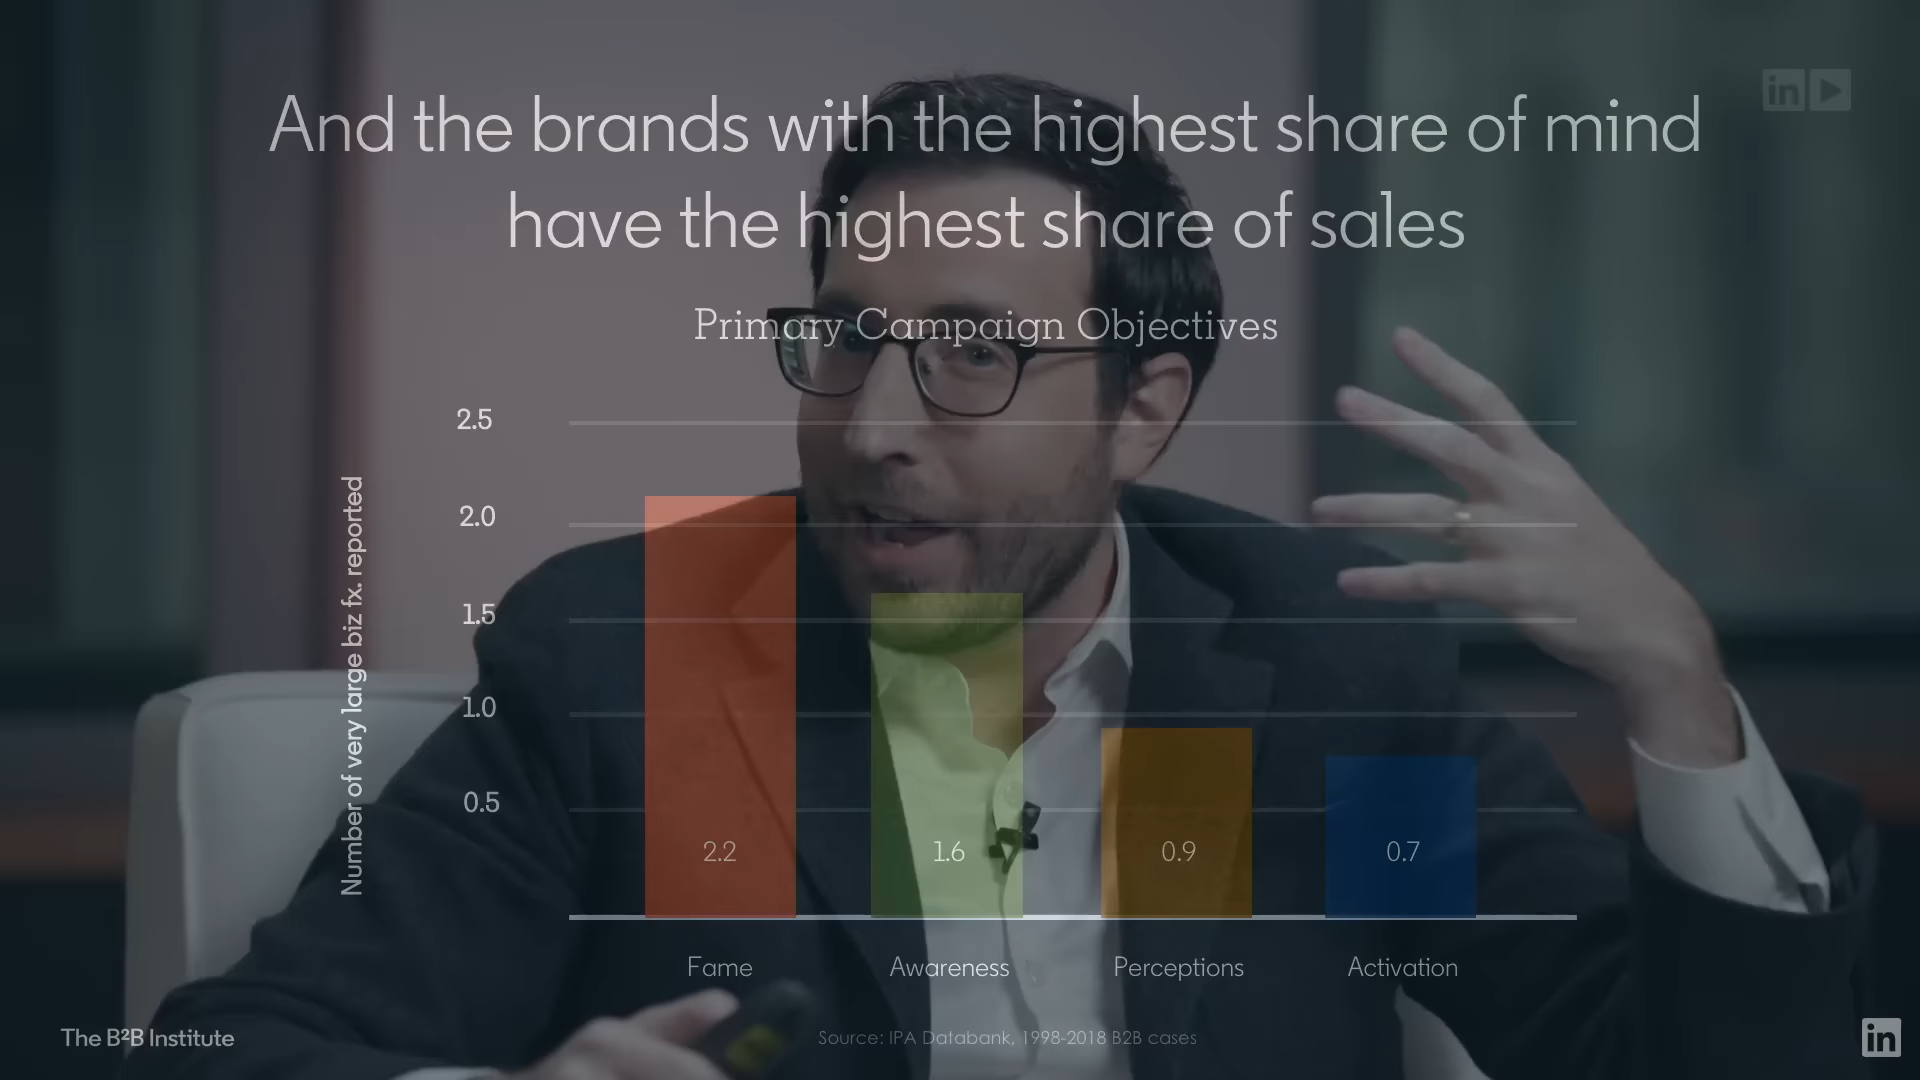 in
And the brands with the highest share of mind
have the highest share of sales
Primary Campaign Objectives
Number of very large biz fx. reported
2.5
2.0
1.5
1.0
0.5
2.2
1.6
0.9
0.7
Fame
Awareness
Perceptions
Activation
The B²B Institute
Source: IPA Databank, 1998-2018 B2B cases
in